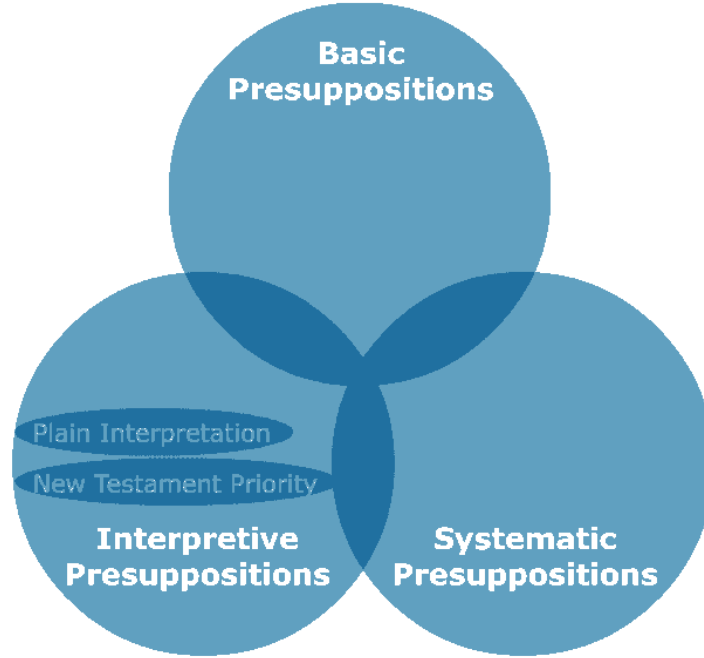 Basic
Presuppositions
Plain Interpretation
New Testament Priority
Interpretive
Presuppositions
Systematic
Presuppositions